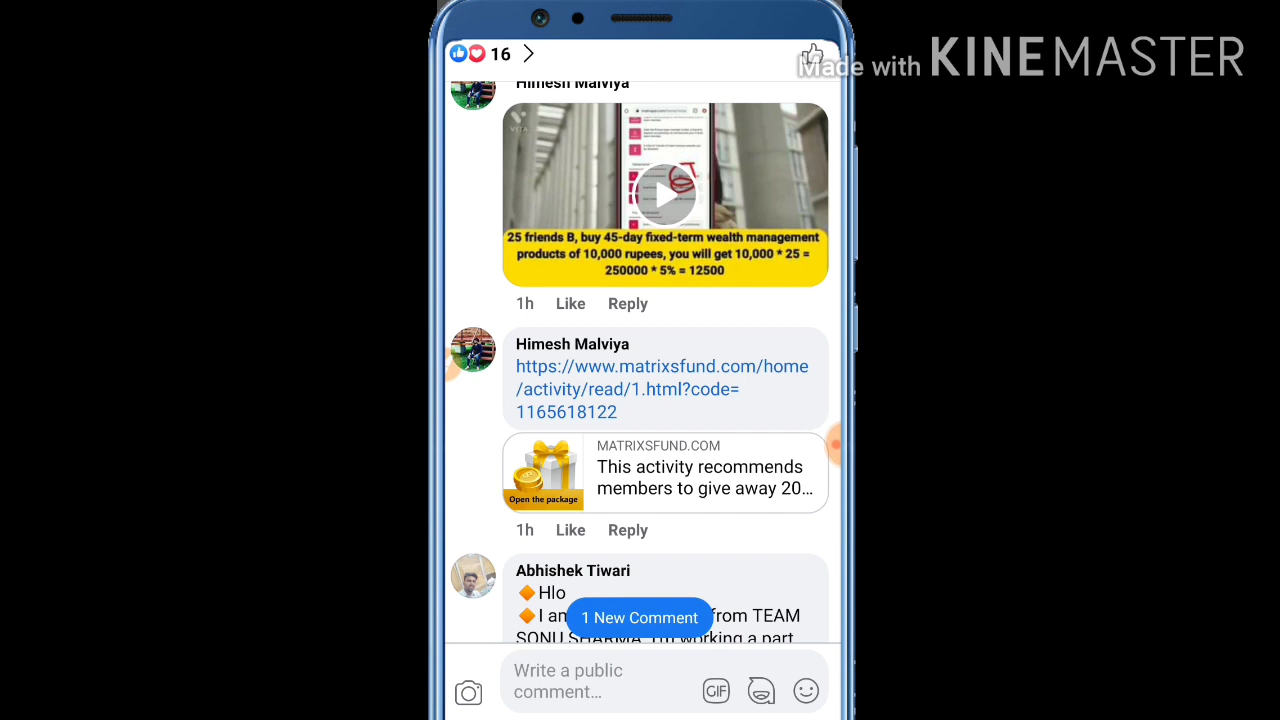 16
Made with KINEMASTER
Himesh Malviya
VITA
25 friends B, buy 45-day fixed-term wealth management
products of 10,000 rupees, you will get 10,000 * 25 =
250000 * 5% = 12500
1h Like Reply
Himesh Malviya
https://www.matrixsfund.com/home
/activity/read/1.html?code=
1165618122
MATRIXSFUND.COM
This activity recommends
members to give away 20...
Open the package
1h Like Reply
Abhishek Tiwari
🔶Hlo
🔶I am from TEAM
SONU SHARMA I'm working a part
1 New Comment
Write a public
comment...
GIF